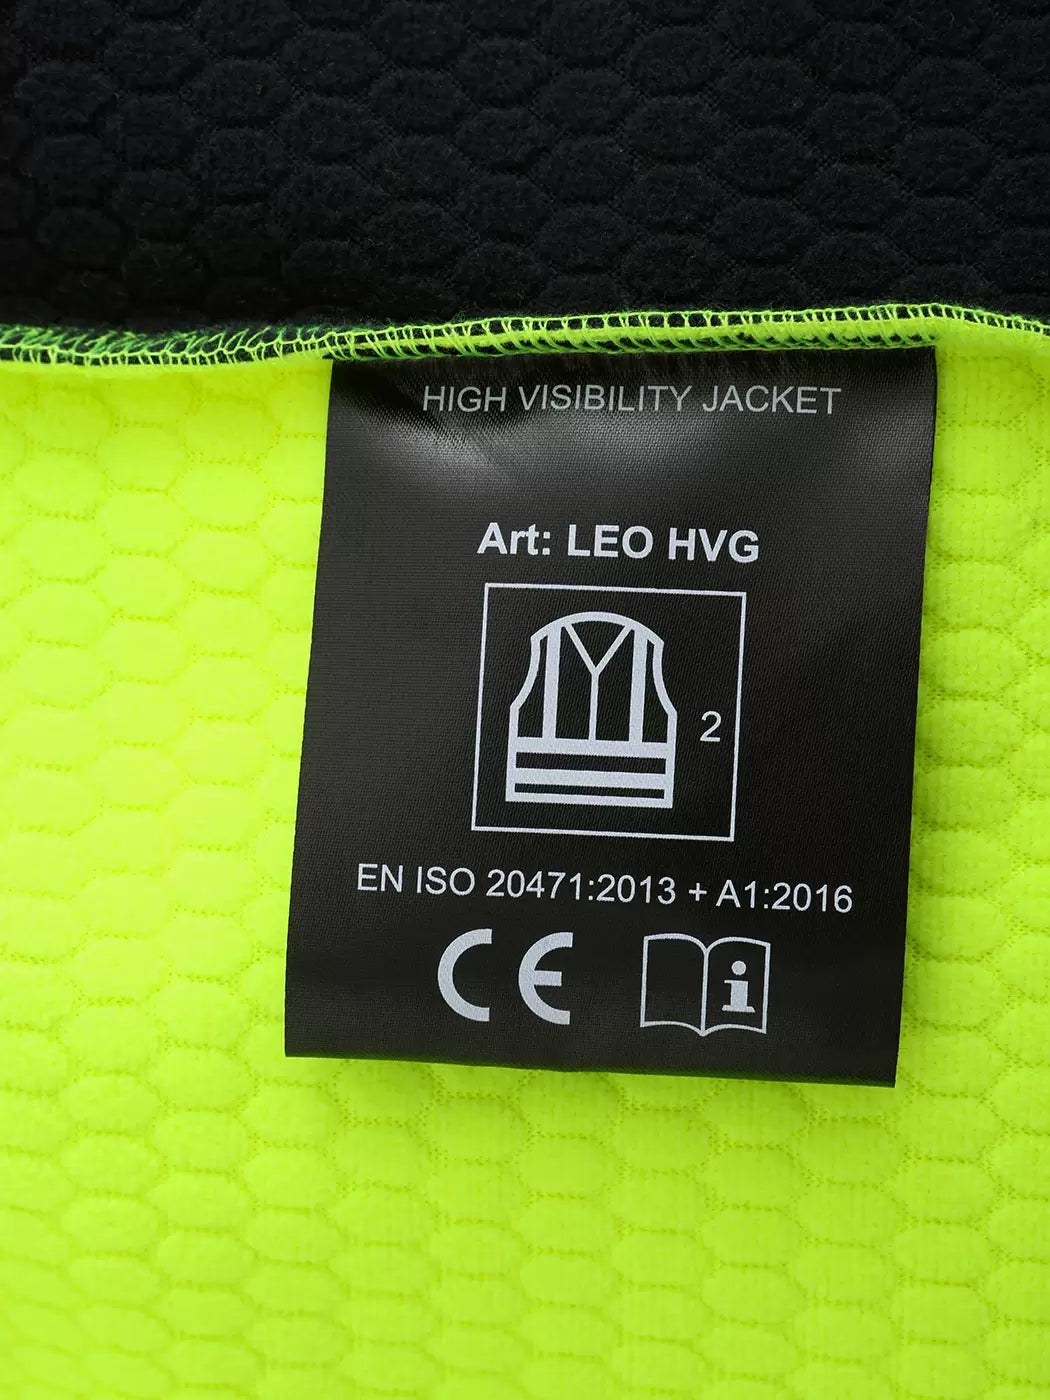 HIGH VISIBILITY JACKET
Art: LEO HVG
2
EN ISO 20471:2013 + A1:2016
CE
i